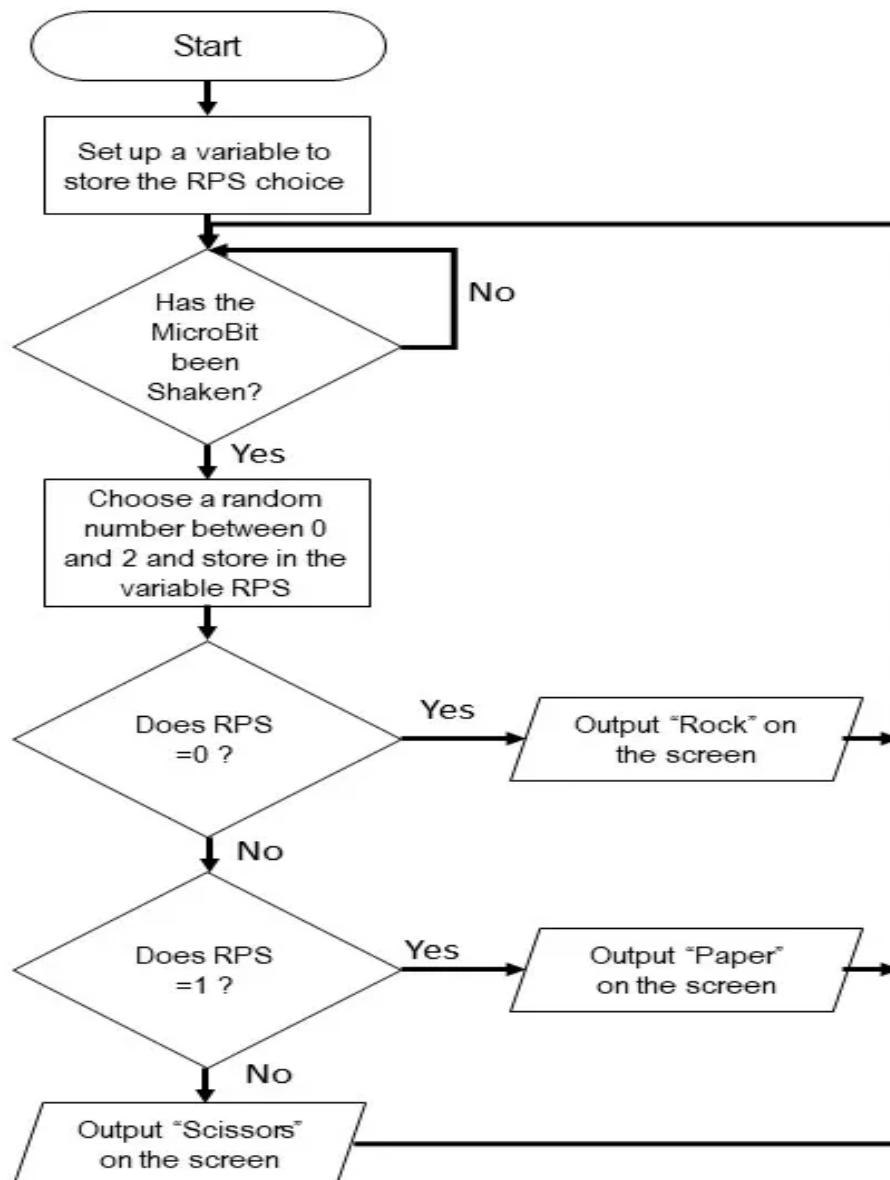 Start
Set up a variable to
store the RPS choice
Has the
MicroBit
been
Shaken?
No
Yes
Choose a random
number between 0
and 2 and store in the
variable RPS
Does RPS
=0 ?
Yes
Output “Rock” on
the screen
No
Does RPS
=1 ?
Yes
Output “Paper”
on the screen
No
Output “Scissors”
on the screen